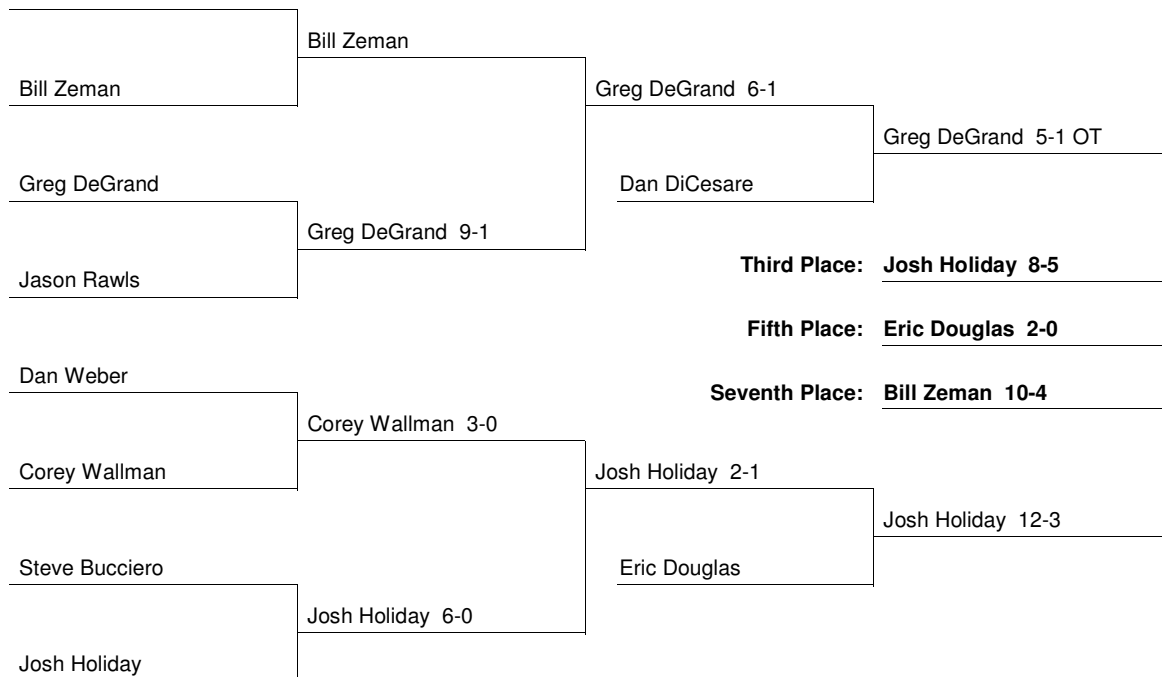 Bill Zeman
Bill Zeman
Greg DeGrand 6-1
Greg DeGrand 5-1 OT
Greg DeGrand
Dan DiCesare
Greg DeGrand 9-1
Third Place: Josh Holiday 8-5
Jason Rawls
Fifth Place: Eric Douglas 2-0
Dan Weber
Seventh Place: Bill Zeman 10-4
Corey Wallman 3-0
Corey Wallman
Josh Holiday 2-1
Josh Holiday 12-3
Steve Bucciero
Eric Douglas
Josh Holiday 6-0
Josh Holiday